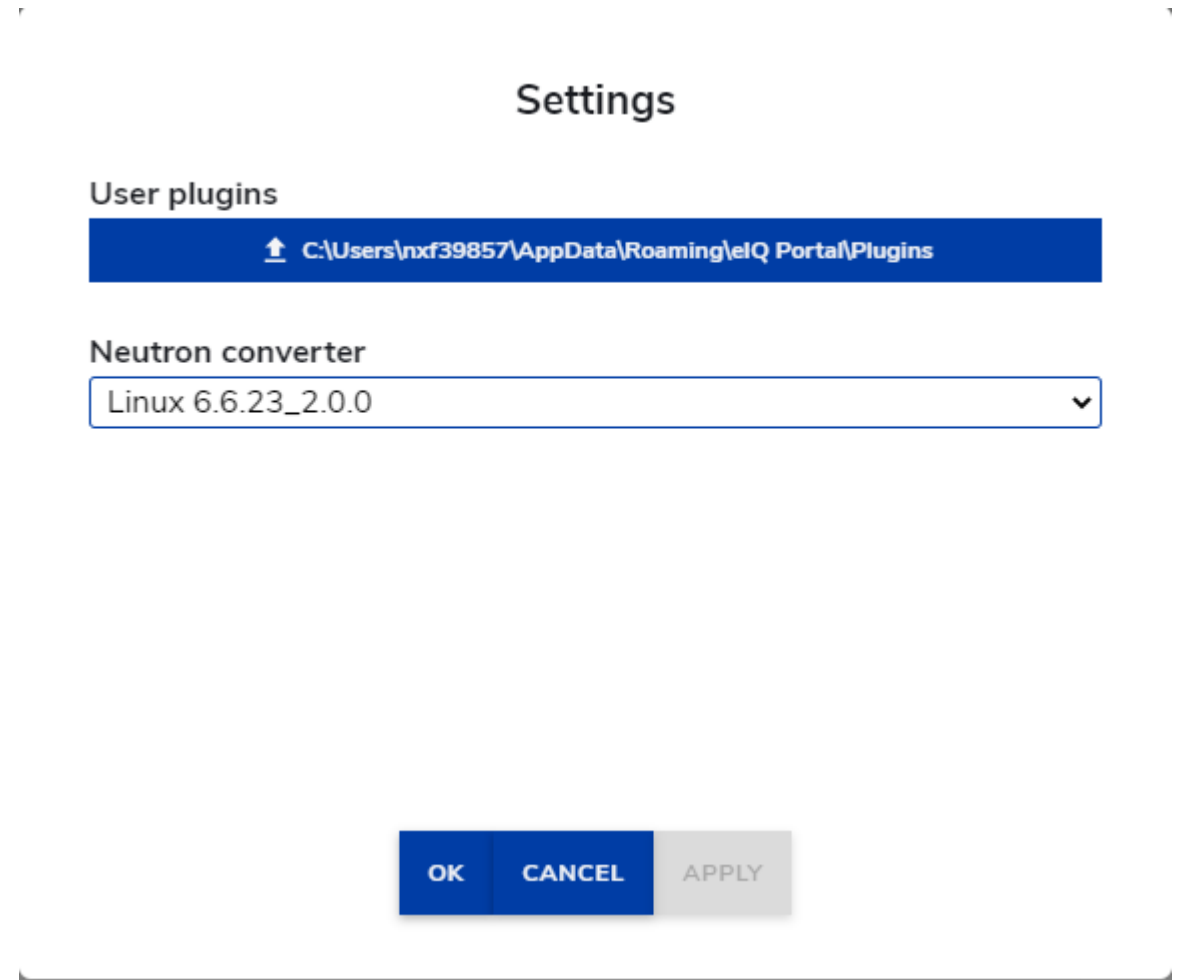 Settings
User plugins
C:\Users\nxf39857\AppData\Roaming\eIQ Portal\Plugins
Neutron converter
Linux 6.6.23_2.0.0
OK CANCEL APPLY